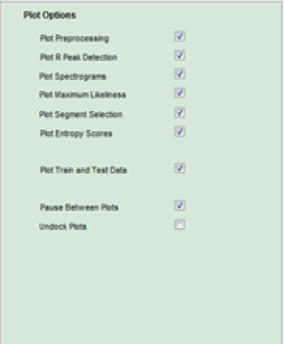 Plot Options
Plot Preprocessing
Plot R Peak Detection
Plot Spectrograms
Plot Maximum Likeliness
Plot Segment Selection
Plot Entropy Scores
Plot Train and Test Data
Pause Between Plots
Undock Plots